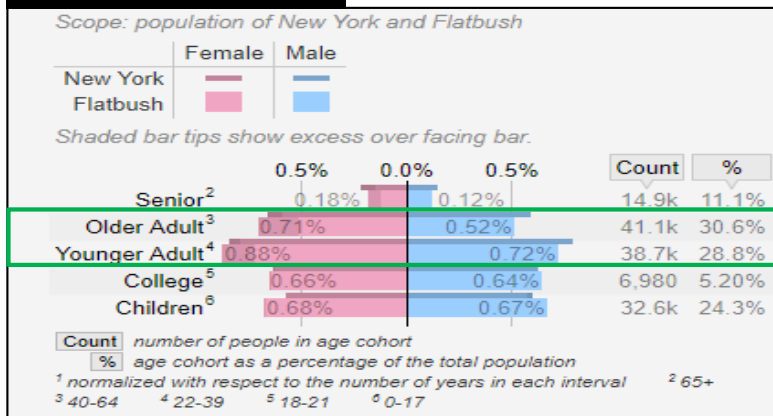 Scope: population of New York and Flatbush
Female Male
New York
Flatbush
Shaded bar tips show excess over facing bar.
0.5% 0.0% 0.5% Count %
Senior² 0.18% 0.12% 14.9k 11.1%
Older Adult³ 0.71% 0.52% 41.1k 30.6%
Younger Adult⁴ 0.88% 0.72% 38.7k 28.8%
College⁵ 0.66% 0.64% 6,980 5.20%
Children⁶ 0.68% 0.67% 32.6k 24.3%
Count number of people in age cohort
% age cohort as a percentage of the total population
¹ normalized with respect to the number of years in each interval ² 65+
³ 40-64 ⁴ 22-39 ⁵ 18-21 ⁶ 0-17